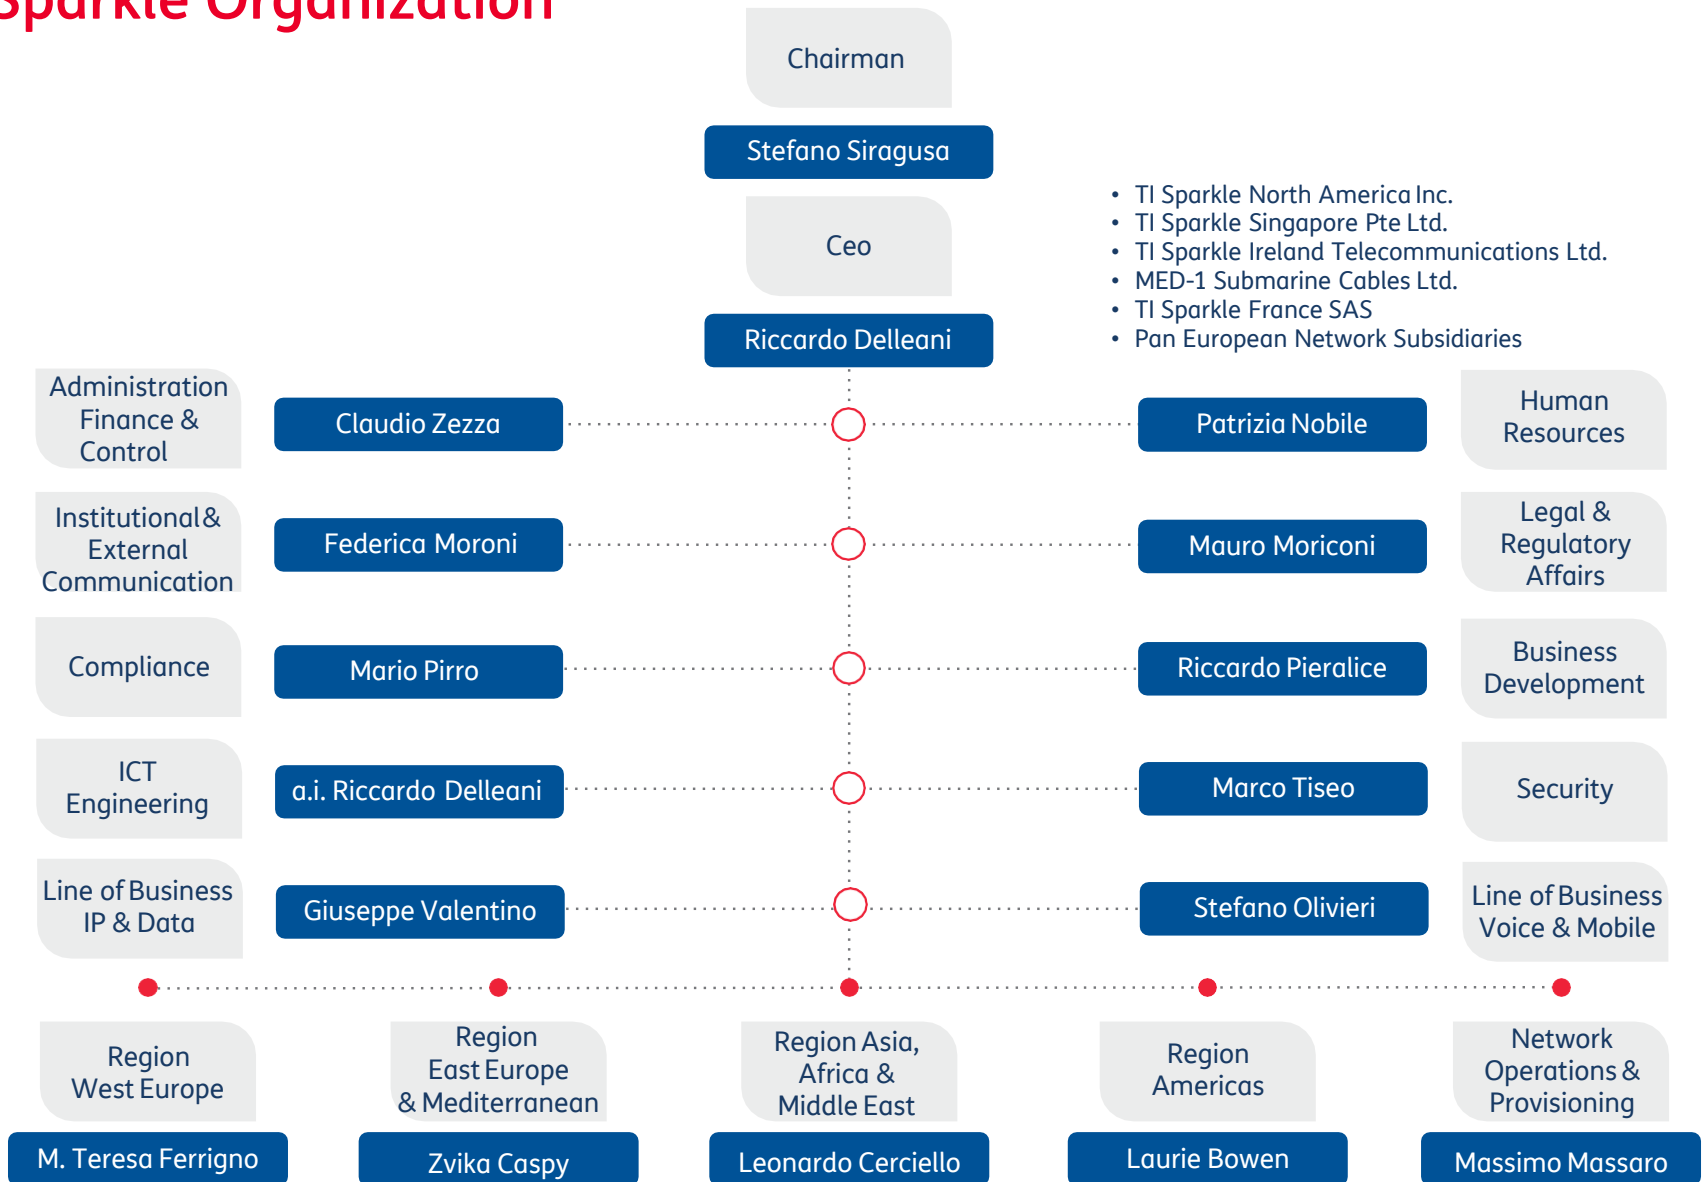 Sparkle Organization
Chairman
Stefano Siragusa
Ceo
Riccardo Delleani
• TI Sparkle North America Inc.
• TI Sparkle Singapore Pte Ltd.
• TI Sparkle Ireland Telecommunications Ltd.
• MED-1 Submarine Cables Ltd.
• TI Sparkle France SAS
• Pan European Network Subsidiaries
Administration
Finance &
Control
Claudio Zezza
Patrizia Nobile
Human
Resources
Institutional &
External
Communication
Federica Moroni
Mauro Moriconi
Legal &
Regulatory
Affairs
Compliance
Mario Pirro
Riccardo Pieralice
Business
Development
ICT
Engineering
a.i. Riccardo Delleani
Marco Tiseo
Security
Line of Business
IP & Data
Giuseppe Valentino
Stefano Olivieri
Line of Business
Voice & Mobile
Region
West Europe
M. Teresa Ferrigno
Region
East Europe
& Mediterranean
Zvika Caspy
Region Asia,
Africa &
Middle East
Leonardo Cerciello
Region
Americas
Laurie Bowen
Network
Operations &
Provisioning
Massimo Massaro